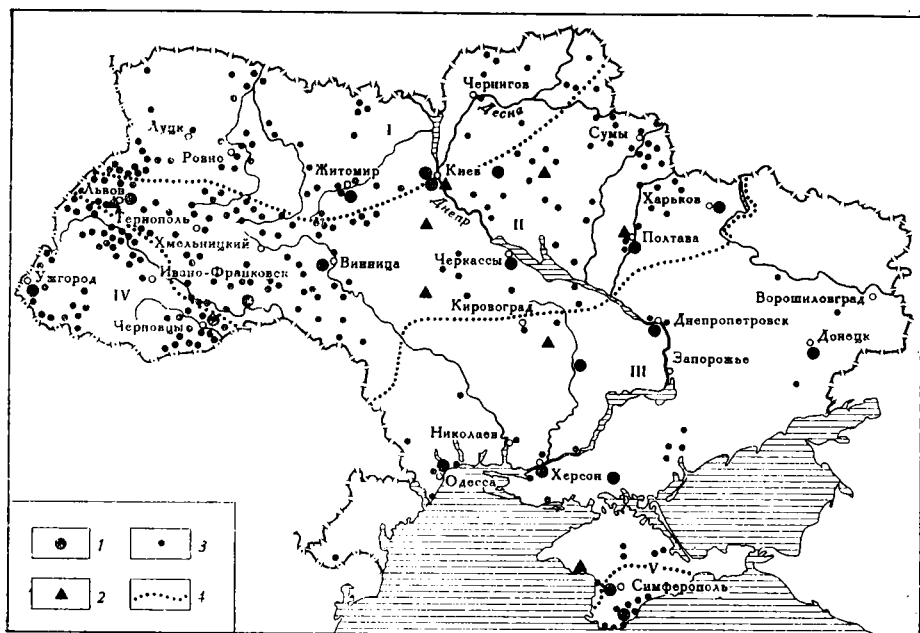 I
Чернигов
Десна
Луцк
I
Сумы
Ровно
Житомир
Киев
Львов
Харьков
Тернополь
Днепр
II
Полтава
Хмельницкий
Ужгород
Ивано-Франковск
Винница
Черкассы
IV
Ворошиловград
Кировоград
Черновцы
Днепропетровск
Донецк
III
Запорожье
Николаев
Одесса
Херсон
1
3
V
2
4
Симферополь